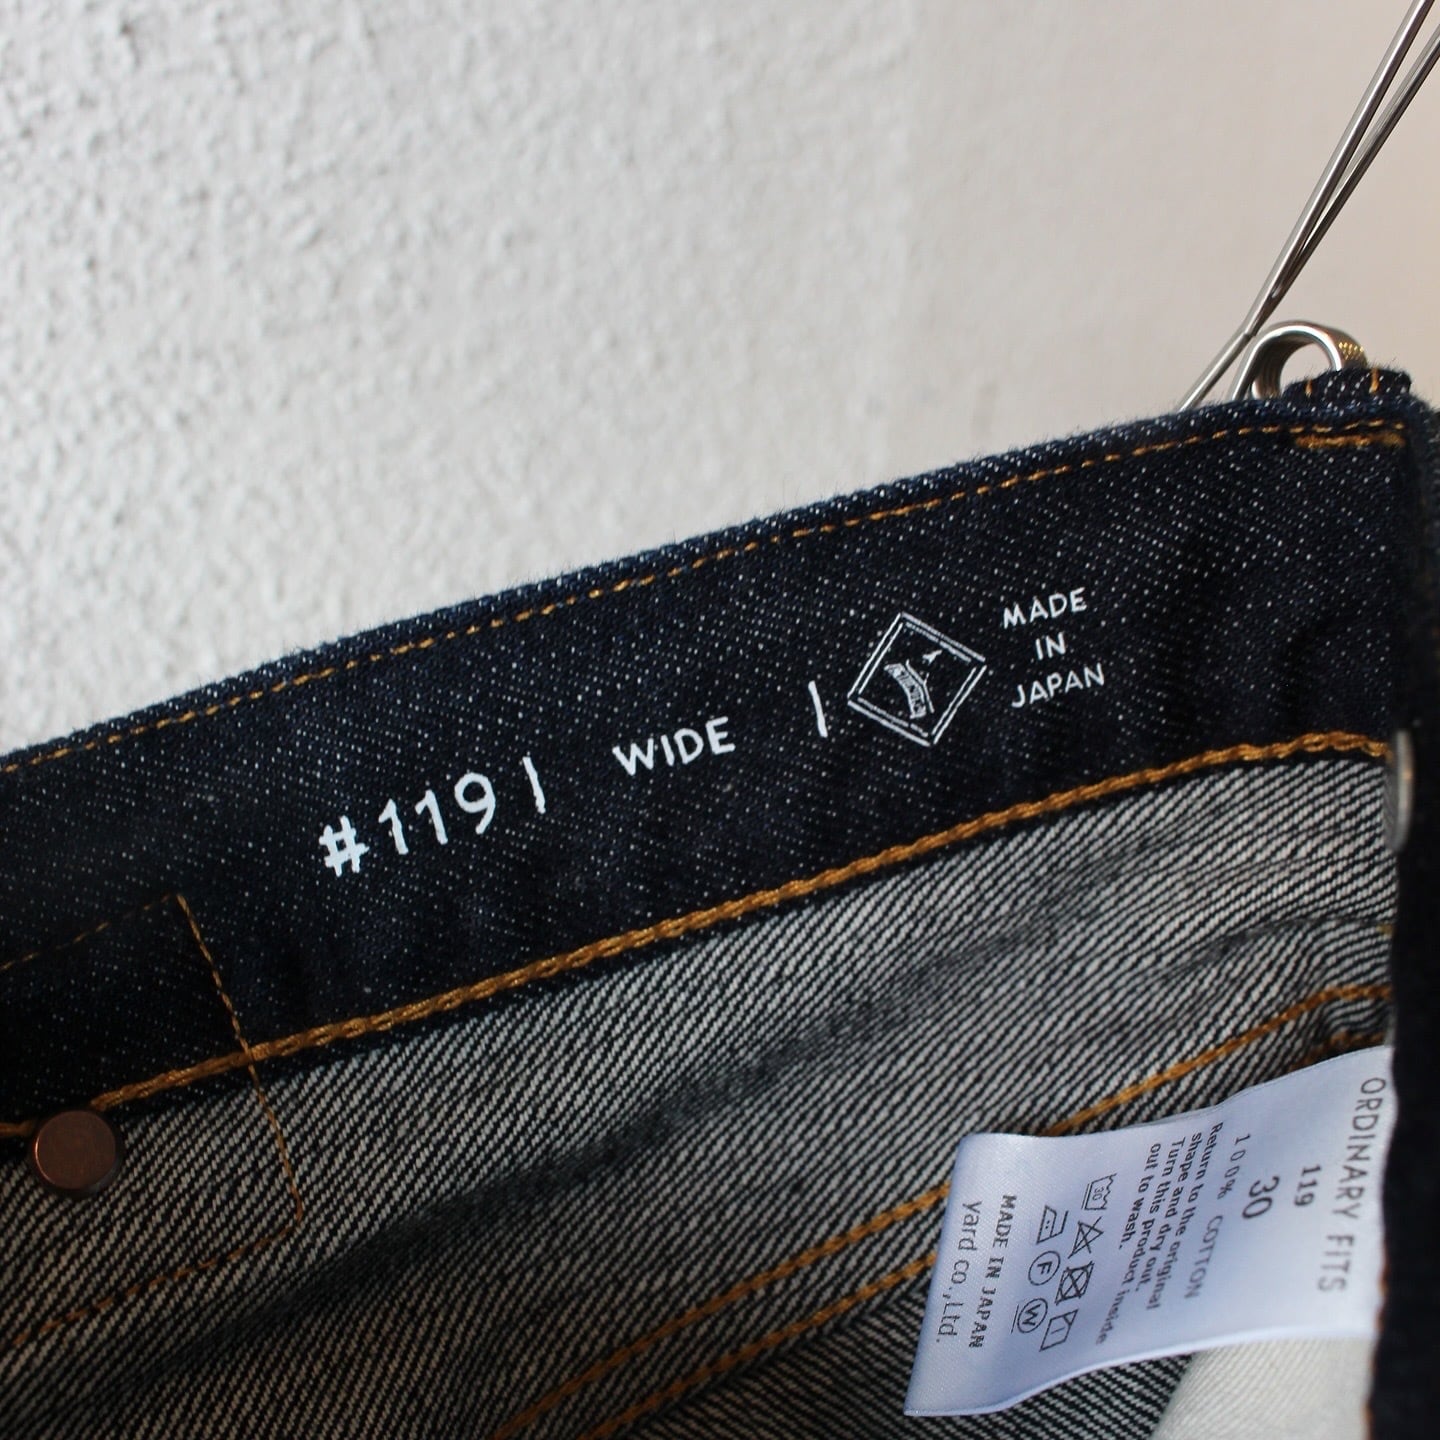 #119 | WIDE |
MADE
IN
JAPAN
ORDINARY FITS
119
30
100% COTTON
Return to the original
shape and dry out.
Turn this product inside
out to wash.
30
F
W
MADE IN JAPAN
yard co.,Ltd.